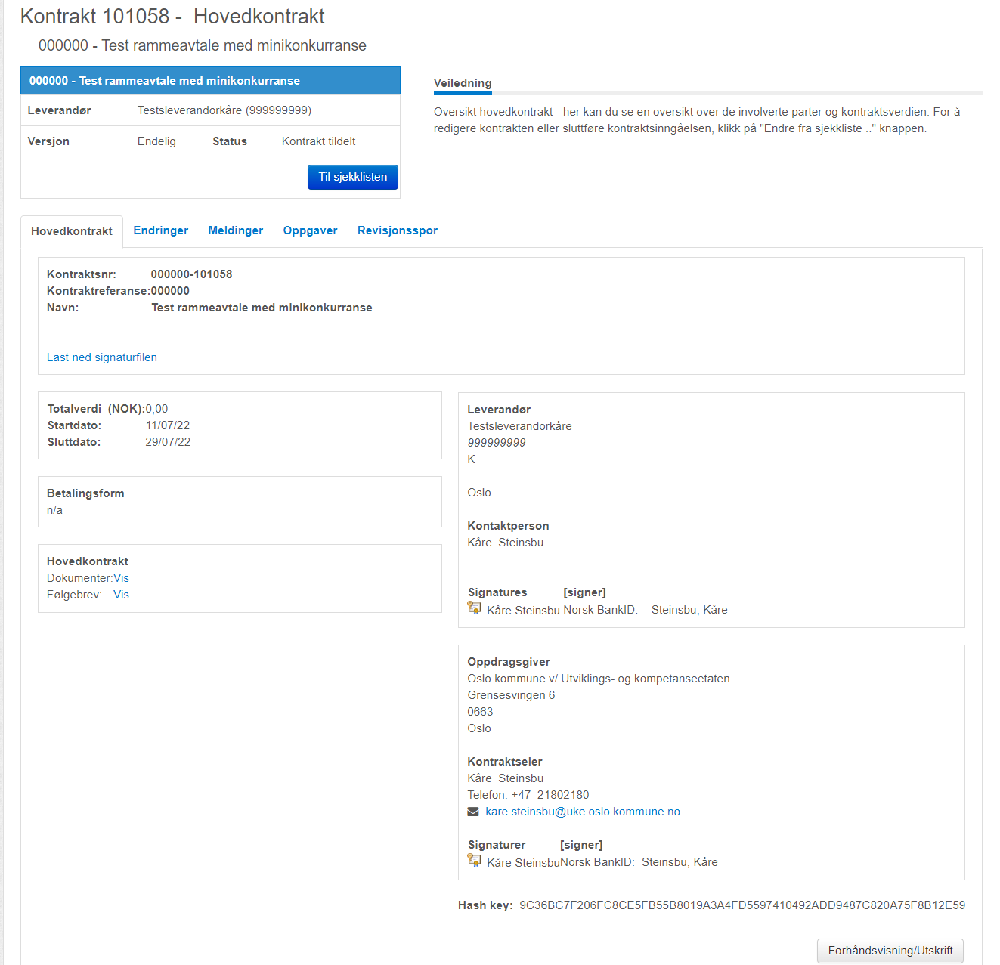 Kontrakt 101058 - Hovedkontrakt
000000 - Test rammeavtale med minikonkurranse
000000 - Test rammeavtale med minikonkurranse
Leverandør Testsleverandorkåre (999999999)
Versjon Endelig Status Kontrakt tildelt
Til sjekklisten
Veiledning
Oversikt hovedkontrakt - her kan du se en oversikt over de involverte parter og kontraktsverdien. For å
redigere kontrakten eller sluttføre kontraktsinngåelsen, klikk på "Endre fra sjekkliste .." knappen.
Hovedkontrakt Endringer Meldinger Oppgaver Revisjonsspor
Kontraktsnr: 000000-101058
Kontraktreferanse:000000
Navn: Test rammeavtale med minikonkurranse
Last ned signaturfilen
Totalverdi (NOK):0,00
Startdato: 11/07/22
Sluttdato: 29/07/22
Betalingsform
n/a
Hovedkontrakt
Dokumenter:Vis
Følgebrev: Vis
Leverandør
Testsleverandorkåre
999999999
K
Oslo
Kontaktperson
Kåre Steinsbu
Signatures [signer]
Kåre Steinsbu Norsk BankID: Steinsbu, Kåre
Oppdragsgiver
Oslo kommune v/ Utviklings- og kompetanseetaten
Grensesvingen 6
0663
Oslo
Kontraktseier
Kåre Steinsbu
Telefon: +47 21802180
kare.steinsbu@uke.oslo.kommune.no
Signaturer [signer]
Kåre SteinsbuNorsk BankID: Steinsbu, Kåre
Hash key: 9C36BC7F206FC8CE5FB55B8019A3A4FD5597410492ADD9487C820A75F8B12E59
Forhåndsvisning/Utskrift